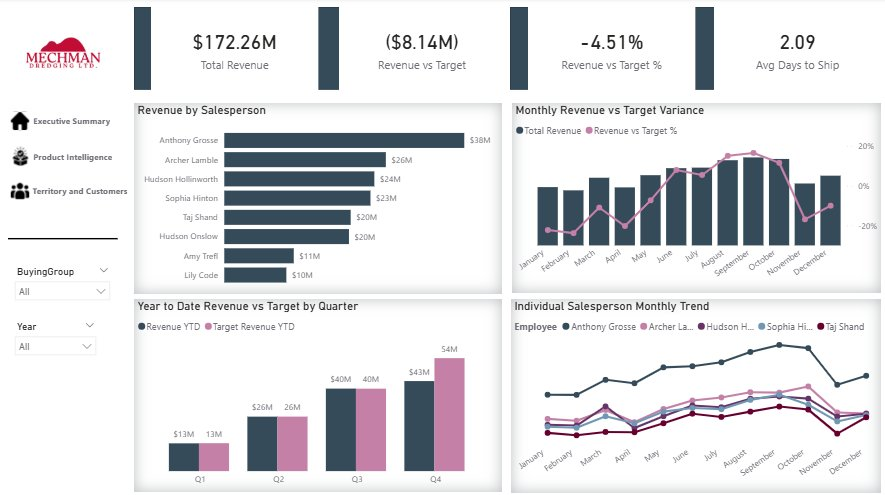 MECHMAN
DREDGING LTD.
Executive Summary
Product Intelligence
Territory and Customers
BuyingGroup
All
Year
All
$172.26M
Total Revenue
($8.14M)
Revenue vs Target
-4.51%
Revenue vs Target %
2.09
Avg Days to Ship
Revenue by Salesperson
Anthony Grosse $38M
Archer Lamble $26M
Hudson Hollinworth $24M
Sophia Hinton $23M
Taj Shand $20M
Hudson Onslow $20M
Amy Trefl $11M
Lily Code $10M
Monthly Revenue vs Target Variance
Total Revenue Revenue vs Target %
20%
0%
-20%
January February March April May June July August September October November December
Year to Date Revenue vs Target by Quarter
Revenue YTD Target Revenue YTD
$13M 13M $26M 26M $40M 40M $43M 54M
Q1 Q2 Q3 Q4
Individual Salesperson Monthly Trend
Employee Anthony Grosse Archer La... Hudson H... Sophia Hi... Taj Shand
January February March April May June July August September October November December